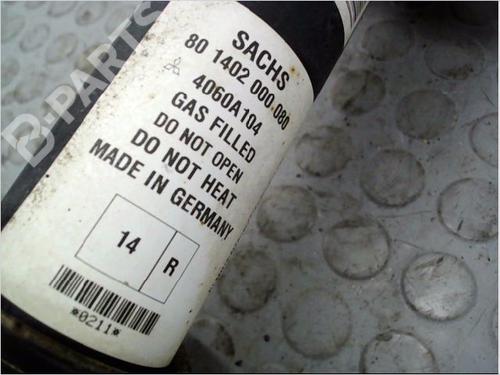 SACHS
80 1402 000 080
4060A104
GAS FILLED
DO NOT OPEN
DO NOT HEAT
MADE IN GERMANY
14 R
*0211*
B-PARTS